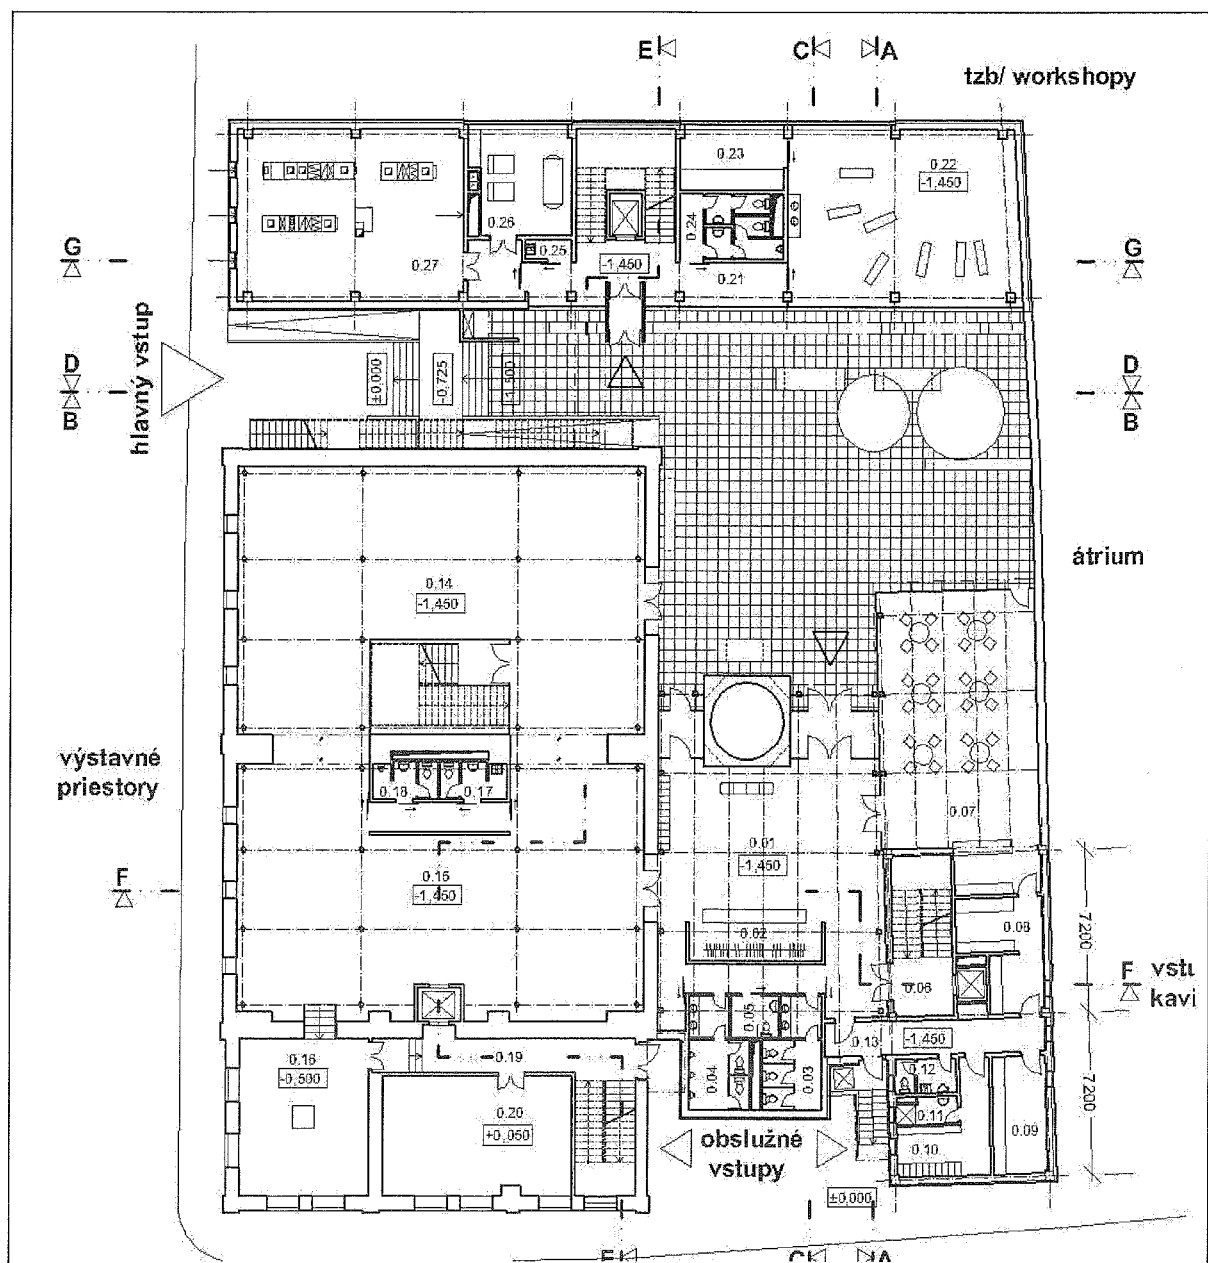 E C A
tzb/ workshopy
0.23
0.22
-1,450
0.26
0.24
0.25
G
-1,450
G
0.27
0.21
hlavný vstup
D
±0,000
-0,725
-1,500
D
B
B
átrium
0.14
-1,450
výstavné
priestory
0.18
0.17
0.07
0.01
-1,450
F
0.15
-1,450
0.02
0.08
7200
0.06
F
vstu
kavi
0.05
0.13
-1,450
0.16
-0,500
0.19
0.04
0.03
0.12
0.20
+0,050
0.11
7200
0.09
0.10
obslužné
vstupy
±0,000
E C A